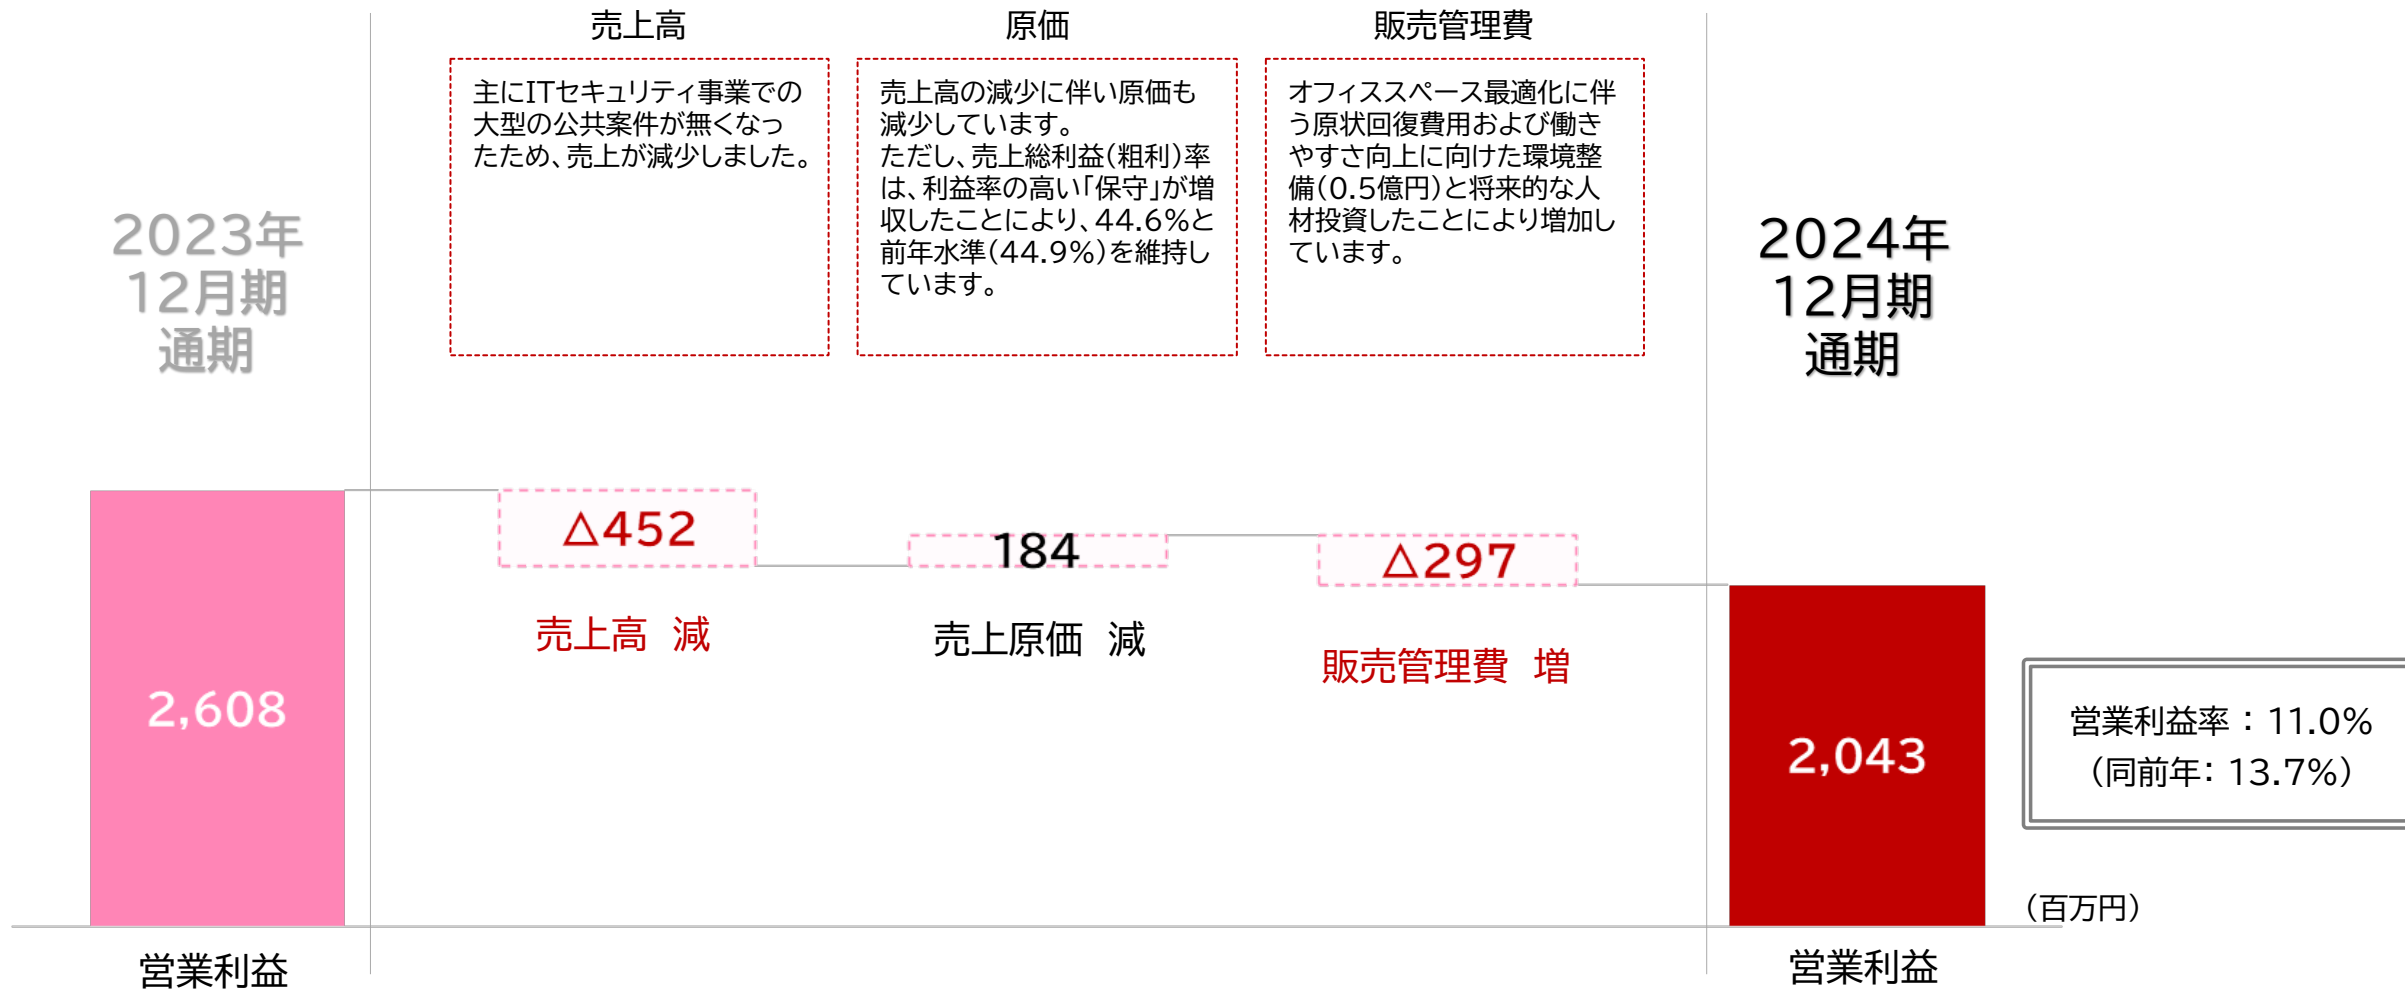 売上高
主にITセキュリティ事業での
大型の公共案件が無くなっ
たため、売上が減少しました。
原価
売上高の減少に伴い原価も
減少しています。
ただし、売上総利益(粗利)率
は、利益率の高い「保守」が増
収したことにより、44.6%と
前年水準(44.9%)を維持し
ています。
販売管理費
オフィススペース最適化に伴
う原状回復費用および働き
やすさ向上に向けた環境整
備(0.5億円)と将来的な人
材投資したことにより増加し
ています。
2023年
12月期
通期
2024年
12月期
通期
2,608
営業利益
△452
売上高 減
184
売上原価 減
△297
販売管理費 増
2,043
営業利益
営業利益率 : 11.0%
(同前年: 13.7%)
(百万円)